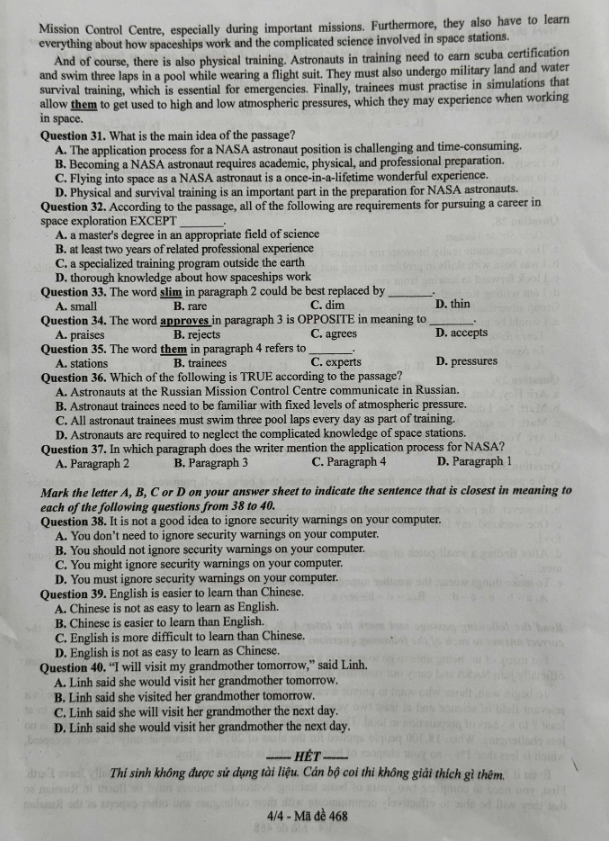 Mission Control Centre, especially during important missions. Furthermore, they also have to learn
everything about how spaceships work and the complicated science involved in space stations.
And of course, there is also physical training. Astronauts in training need to earn scuba certification
and swim three laps in a pool while wearing a flight suit. They must also undergo military land and water
survival training, which is essential for emergencies. Finally, trainees must practise in simulations that
allow them to get used to high and low atmospheric pressures, which they may experience when working
in space.
Question 31. What is the main idea of the passage?
A. The application process for a NASA astronaut position is challenging and time-consuming.
B. Becoming a NASA astronaut requires academic, physical, and professional preparation.
C. Flying into space as a NASA astronaut is a once-in-a-lifetime wonderful experience.
D. Physical and survival training is an important part in the preparation for NASA astronauts.
Question 32. According to the passage, all of the following are requirements for pursuing a career in
space exploration EXCEPT _______.
A. a master's degree in an appropriate field of science
B. at least two years of related professional experience
C. a specialized training program outside the earth
D. thorough knowledge about how spaceships work
Question 33. The word slim in paragraph 2 could be best replaced by _______.
A. small B. rare C. dim D. thin
Question 34. The word approves in paragraph 3 is OPPOSITE in meaning to _______.
A. praises B. rejects C. agrees D. accepts
Question 35. The word them in paragraph 4 refers to _______.
A. stations B. trainees C. experts D. pressures
Question 36. Which of the following is TRUE according to the passage?
A. Astronauts at the Russian Mission Control Centre communicate in Russian.
B. Astronaut trainees need to be familiar with fixed levels of atmospheric pressure.
C. All astronaut trainees must swim three pool laps every day as part of training.
D. Astronauts are required to neglect the complicated knowledge of space stations.
Question 37. In which paragraph does the writer mention the application process for NASA?
A. Paragraph 2 B. Paragraph 3 C. Paragraph 4 D. Paragraph 1
Mark the letter A, B, C or D on your answer sheet to indicate the sentence that is closest in meaning to
each of the following questions from 38 to 40.
Question 38. It is not a good idea to ignore security warnings on your computer.
A. You don't need to ignore security warnings on your computer.
B. You should not ignore security warnings on your computer.
C. You might ignore security warnings on your computer.
D. You must ignore security warnings on your computer.
Question 39. English is easier to learn than Chinese.
A. Chinese is not as easy to learn as English.
B. Chinese is easier to learn than English.
C. English is more difficult to learn than Chinese.
D. English is not as easy to learn as Chinese.
Question 40. "I will visit my grandmother tomorrow," said Linh.
A. Linh said she would visit her grandmother tomorrow.
B. Linh said she visited her grandmother tomorrow.
C. Linh said she will visit her grandmother the next day.
D. Linh said she would visit her grandmother the next day.
------ HẾT ------
Thí sinh không được sử dụng tài liệu. Cán bộ coi thi không giải thích gì thêm.
4/4 - Mã đề 468